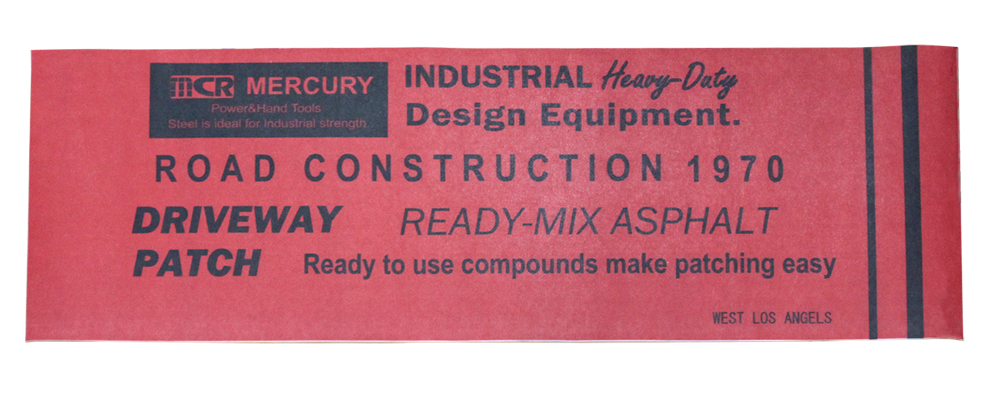 MCR MERCURY
Power&Hand Tools
Steel is ideal for industrial strength.
INDUSTRIAL Heavy-Duty
Design Equipment.
ROAD CONSTRUCTION 1970
DRIVEWAY PATCH
READY-MIX ASPHALT
Ready to use compounds make patching easy
WEST LOS ANGELS